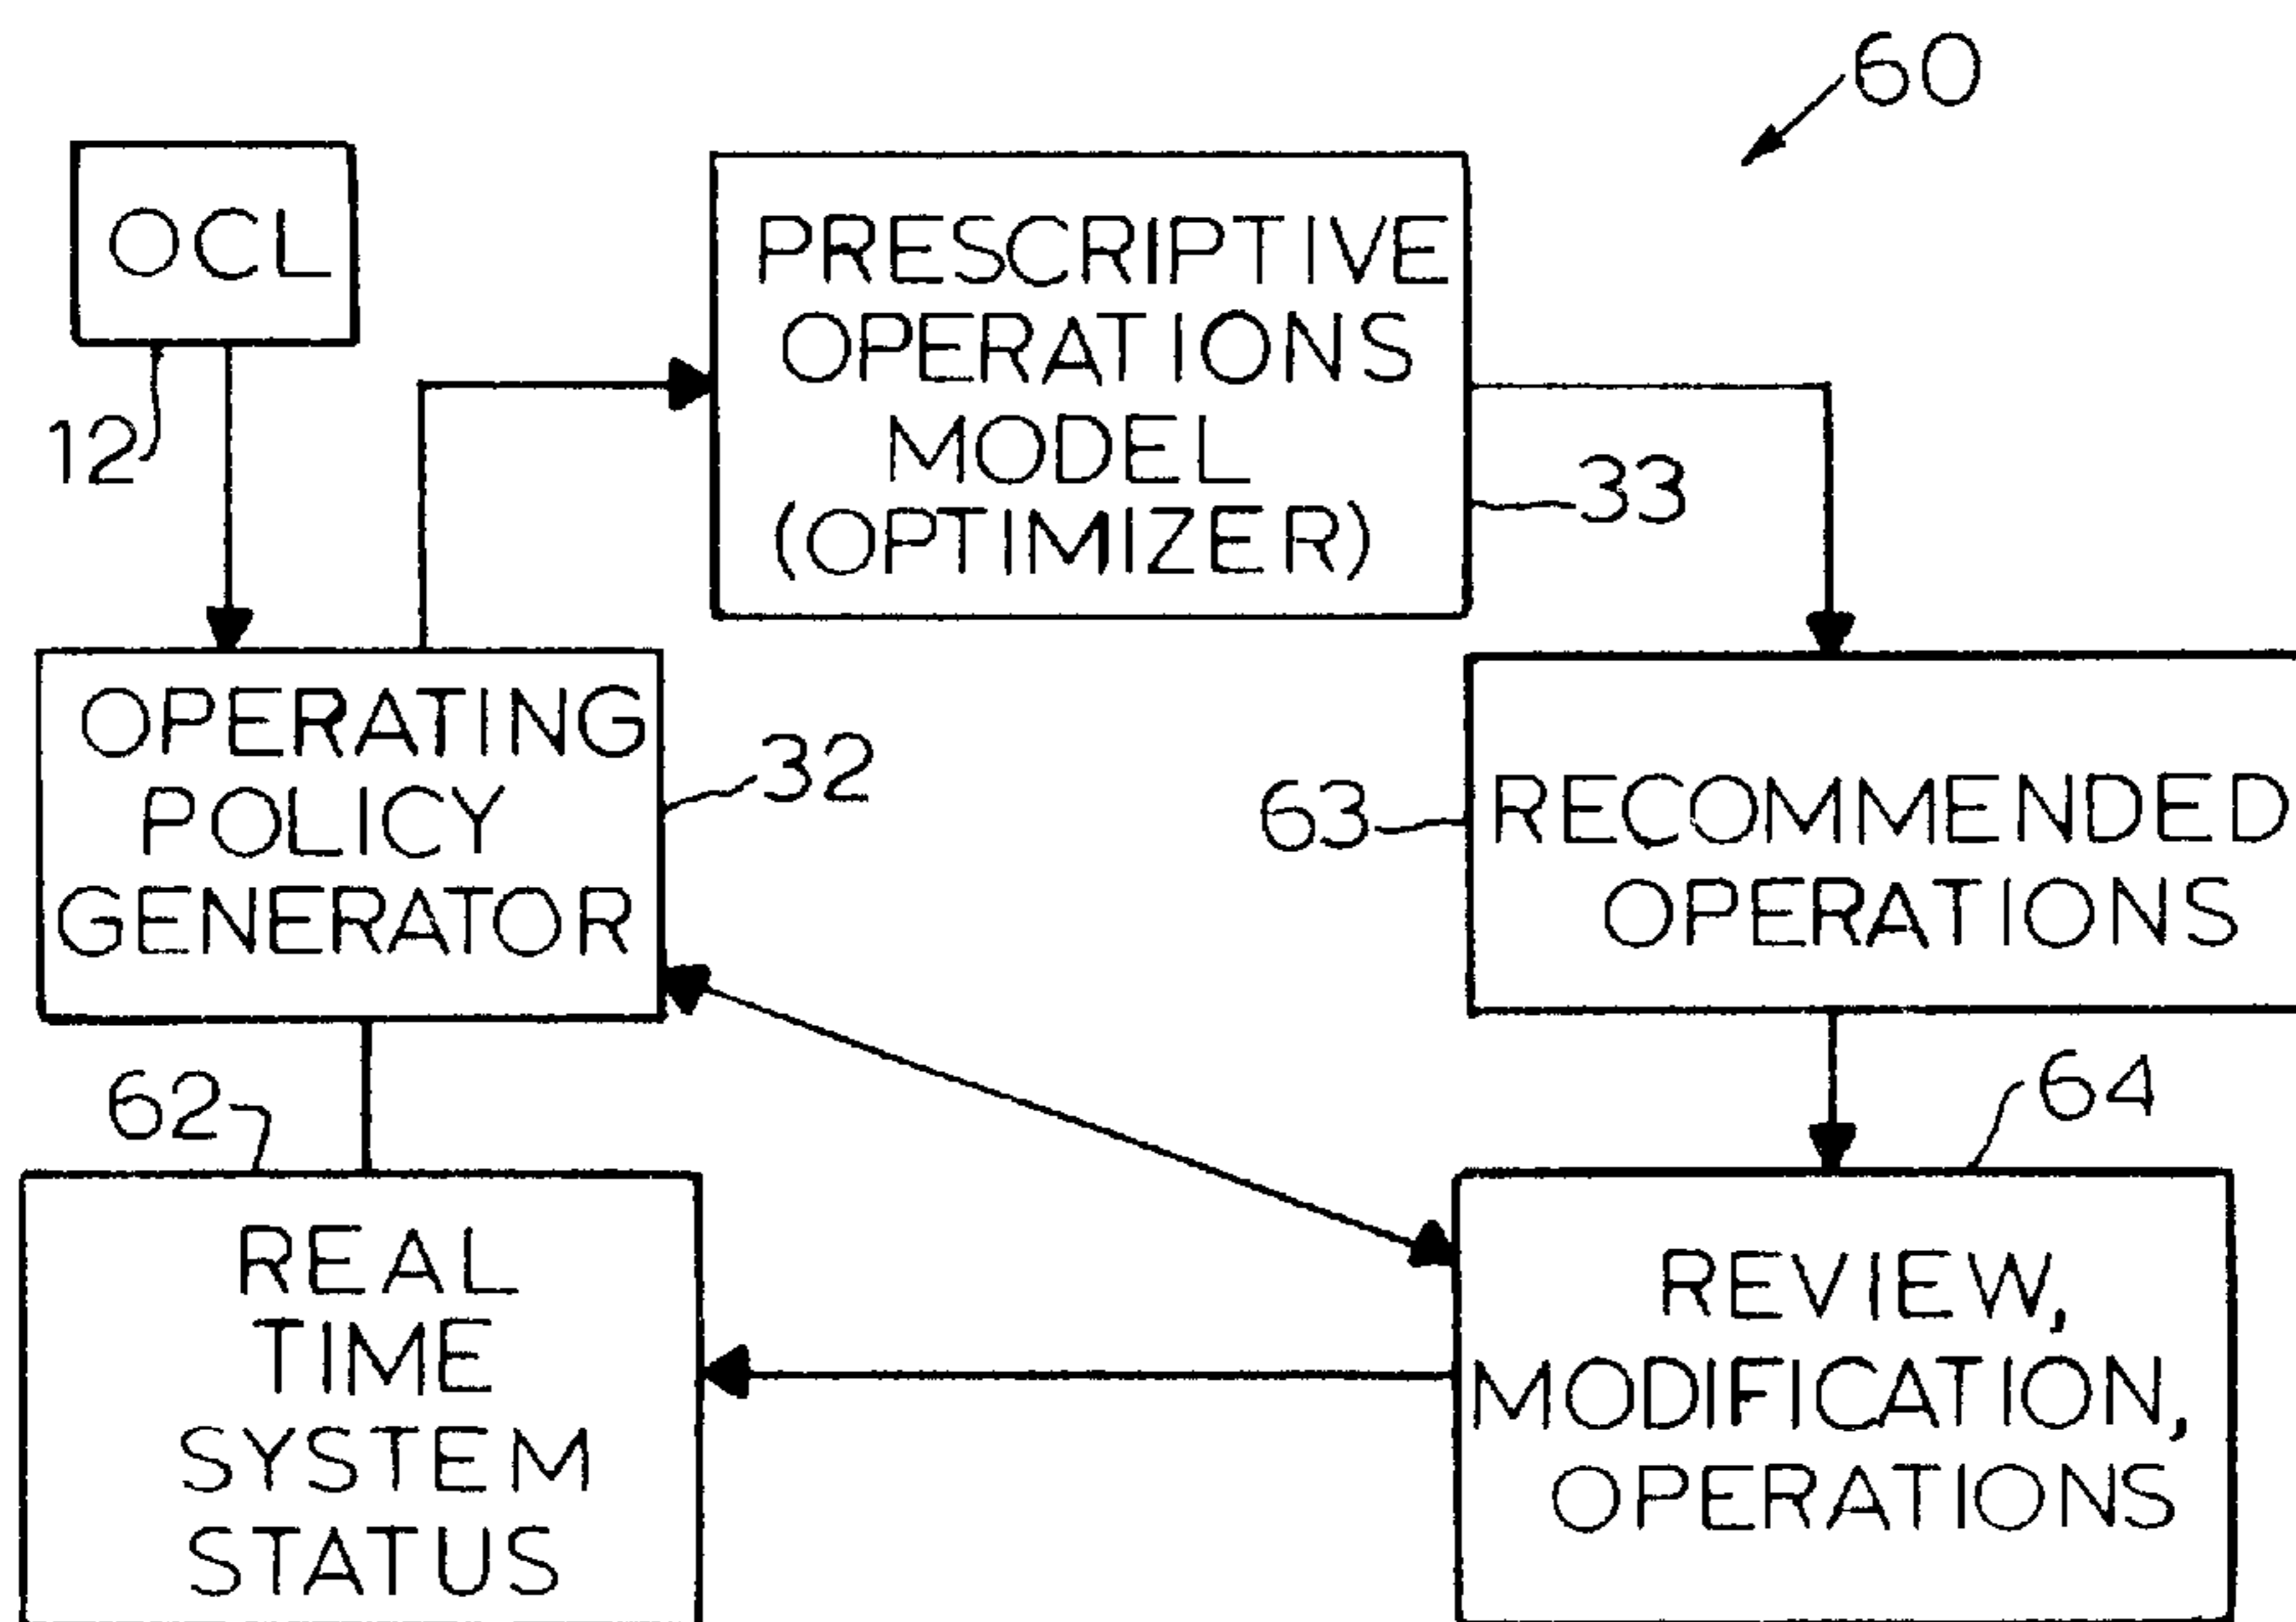 60
OCL
12
PRESCRIPTIVE
OPERATIONS
MODEL
(OPTIMIZER)
33
OPERATING
POLICY
GENERATOR
32
63
RECOMMENDED
OPERATIONS
62
64
REAL
TIME
SYSTEM
STATUS
REVIEW,
MODIFICATION,
OPERATIONS